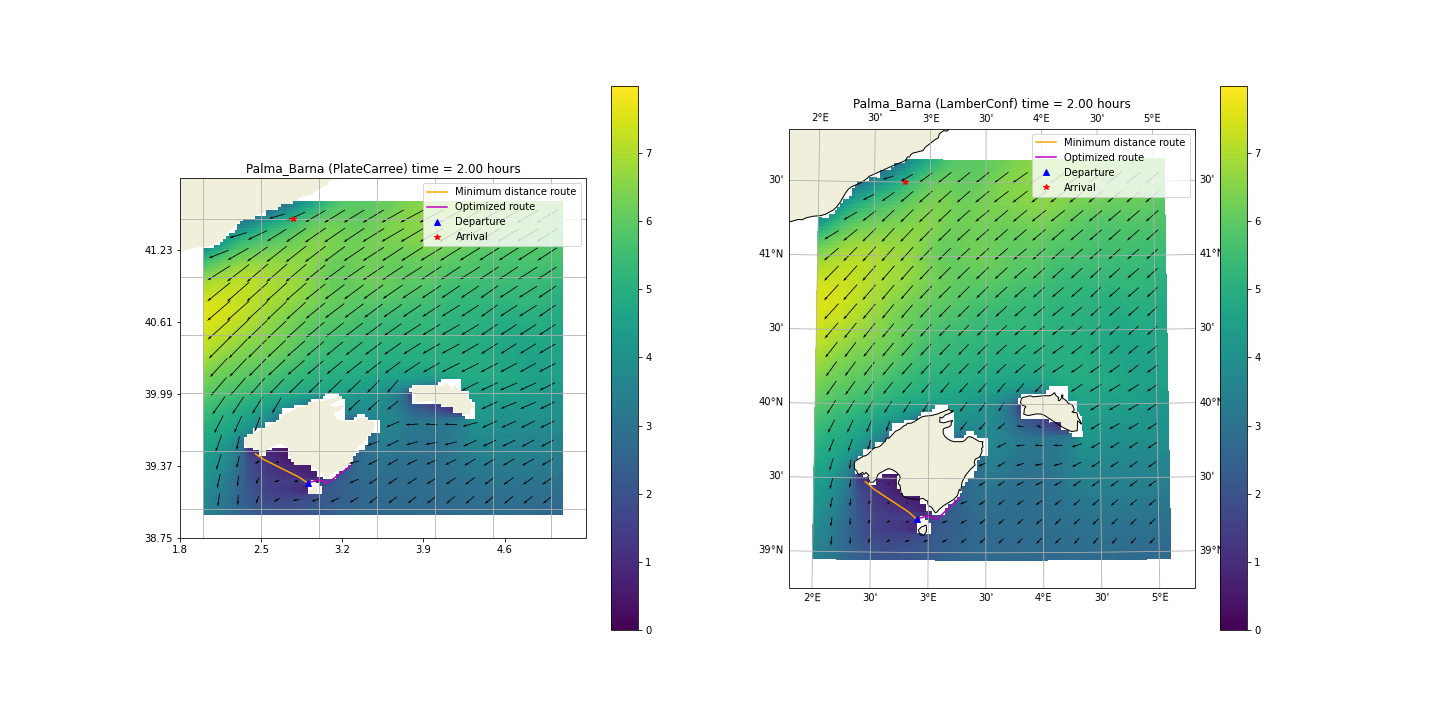 Palma_Barna (PlateCarree) time = 2.00 hours
Minimum distance route
Optimized route
Departure
Arrival
41.23
40.61
39.99
39.37
38.75
1.8 2.5 3.2 3.9 4.6
7
6
5
4
3
2
1
0
Palma_Barna (LamberConf) time = 2.00 hours
2°E 30' 3°E 30' 4°E 30' 5°E
Minimum distance route
Optimized route
Departure
Arrival
30' 30'
41°N 41°N
30' 30'
40°N 40°N
30' 30'
39°N 39°N
2°E 30' 3°E 30' 4°E 30' 5°E
7
6
5
4
3
2
1
0